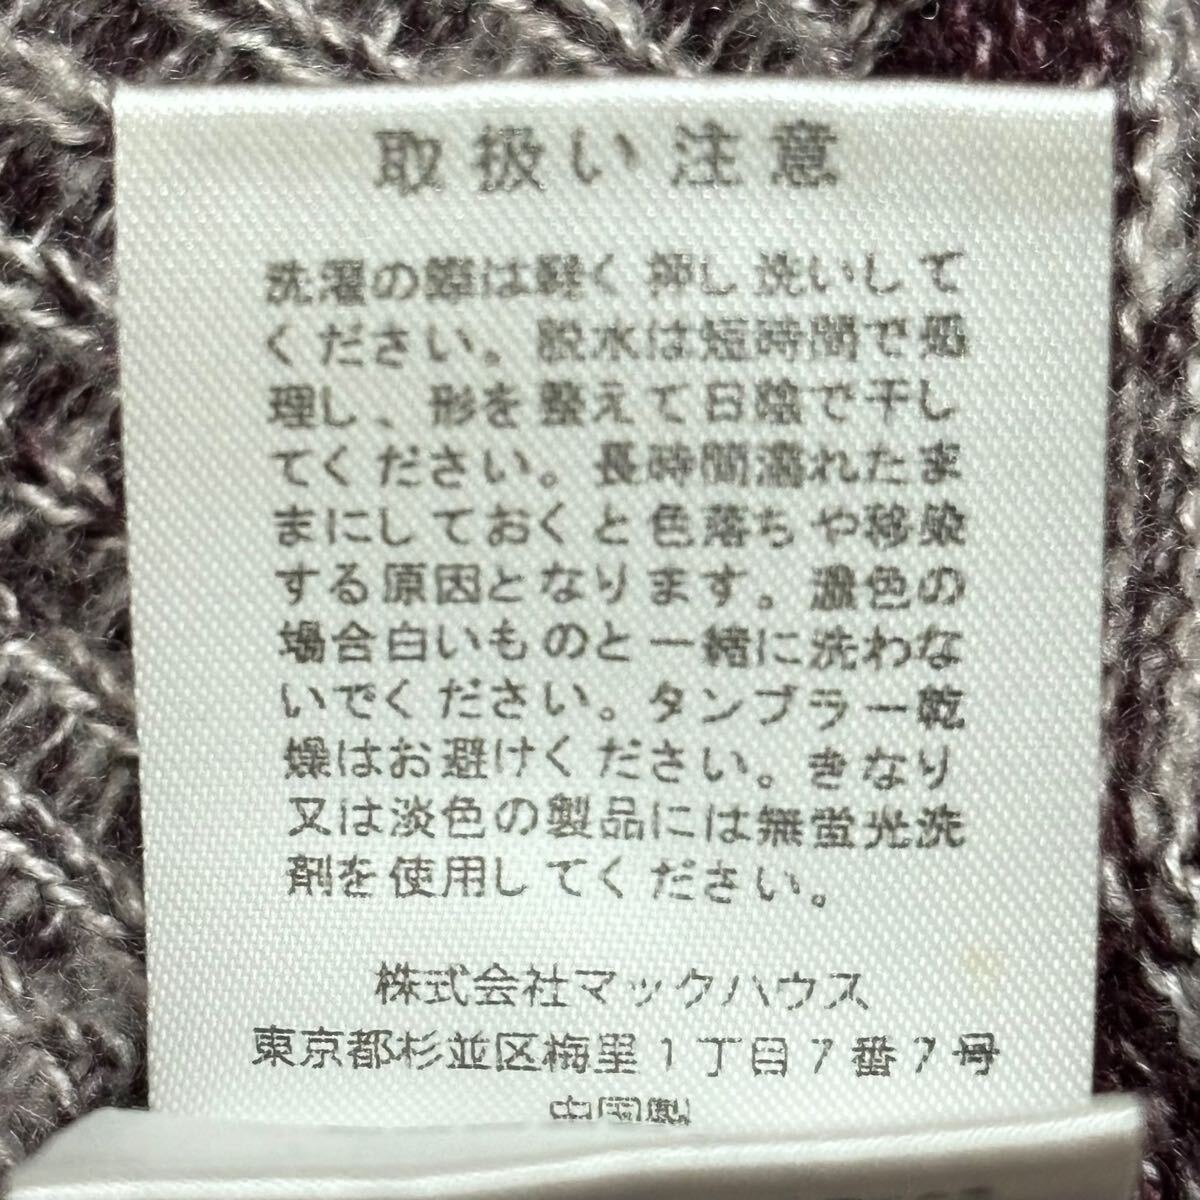 取扱い注意
洗濯の際は軽く押し洗いして
ください。脱水は短時間で処
理し、形を整えて日陰で干し
てください。長時間濡れたま
まにしておくと色落ちや移染
する原因となります。濃色の
場合白いものと一緒に洗わな
いでください。タンブラー乾
燥はお避けください。きなり
又は淡色の製品には無蛍光洗
剤を使用してください。
株式会社マックハウス
東京都杉並区梅里1丁目7番7号
中国製